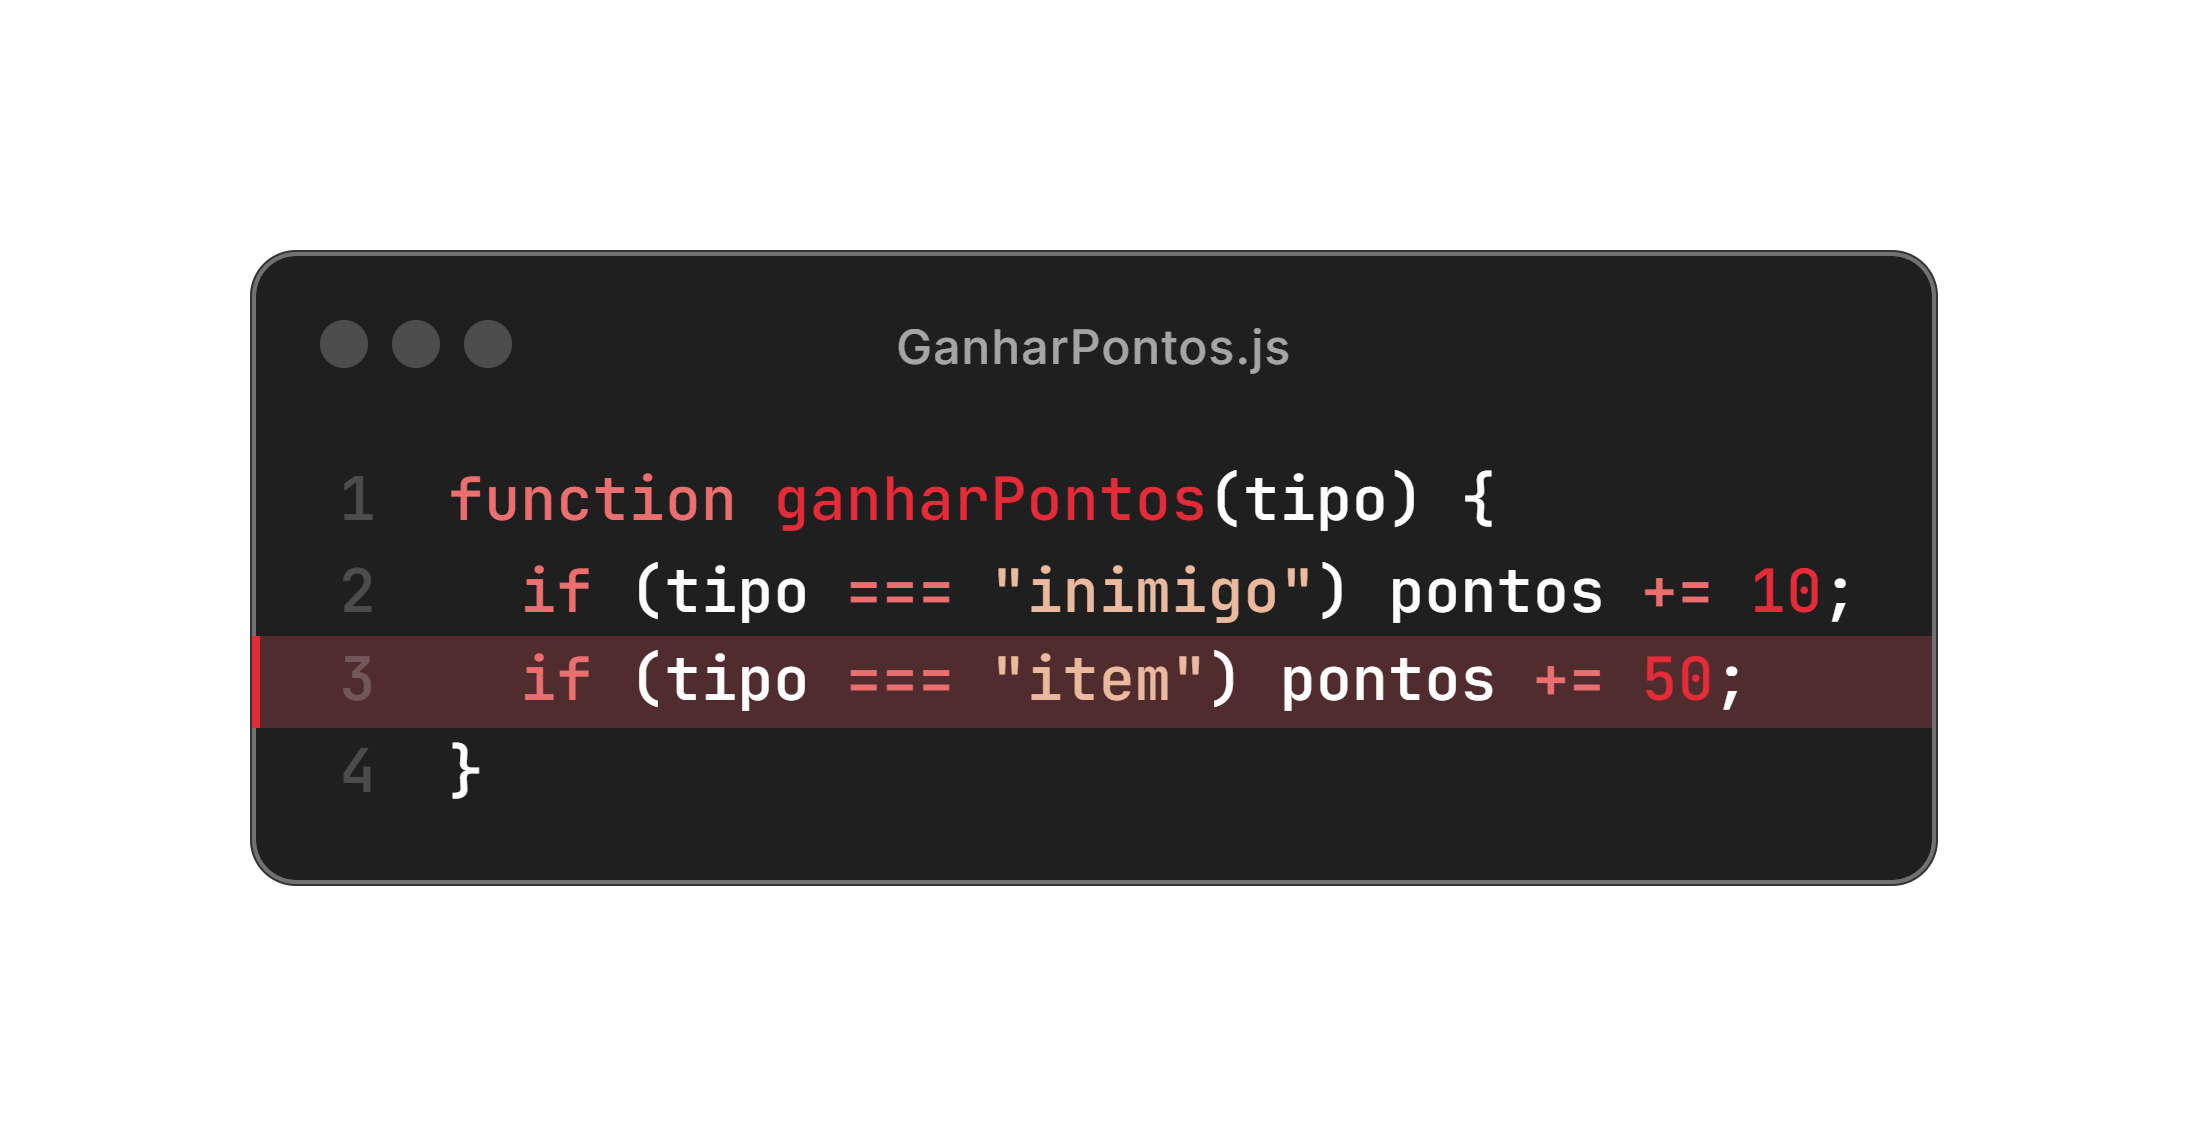 GanharPontos.js
1 function ganharPontos(tipo) {
2   if (tipo === "inimigo") pontos += 10;
3   if (tipo === "item") pontos += 50;
4 }